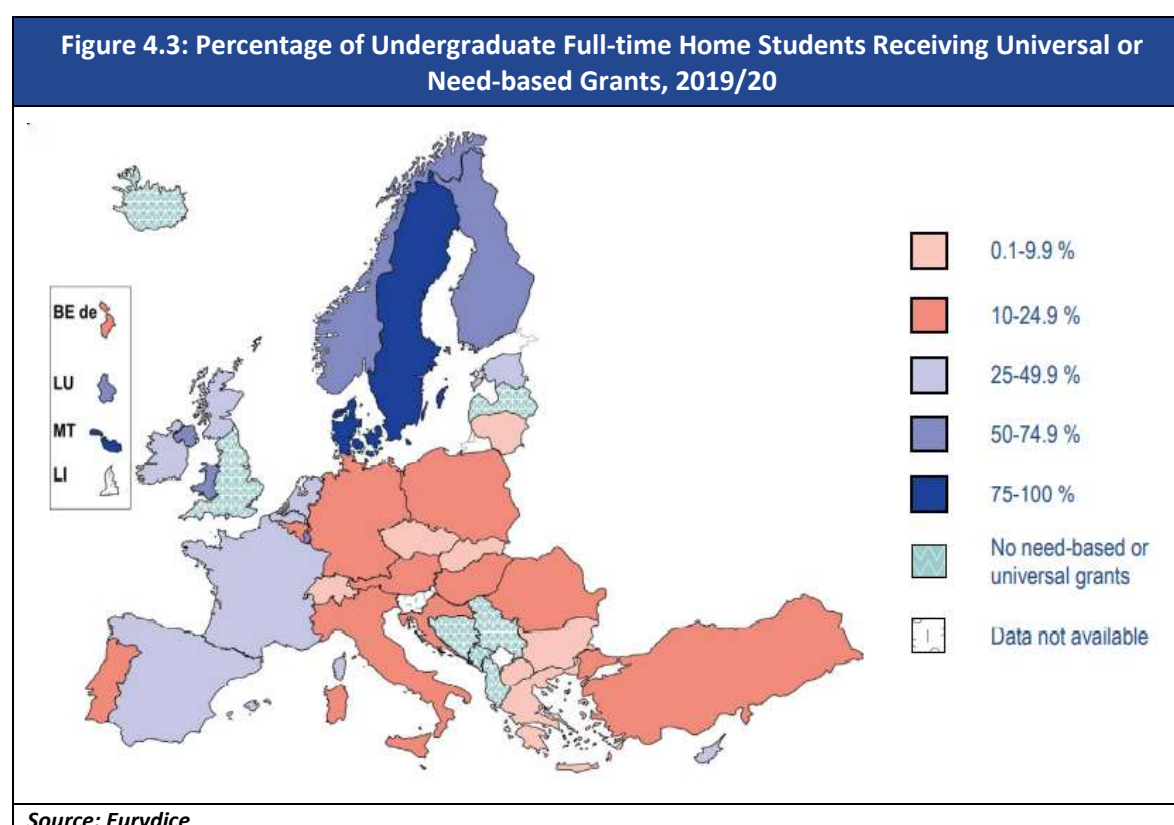 Figure 4.3: Percentage of Undergraduate Full-time Home Students Receiving Universal or
Need-based Grants, 2019/20
BE de
LU
MT
LI
0.1-9.9 %
10-24.9 %
25-49.9 %
50-74.9 %
75-100 %
No need-based or
universal grants
Data not available
Source: Eurydice